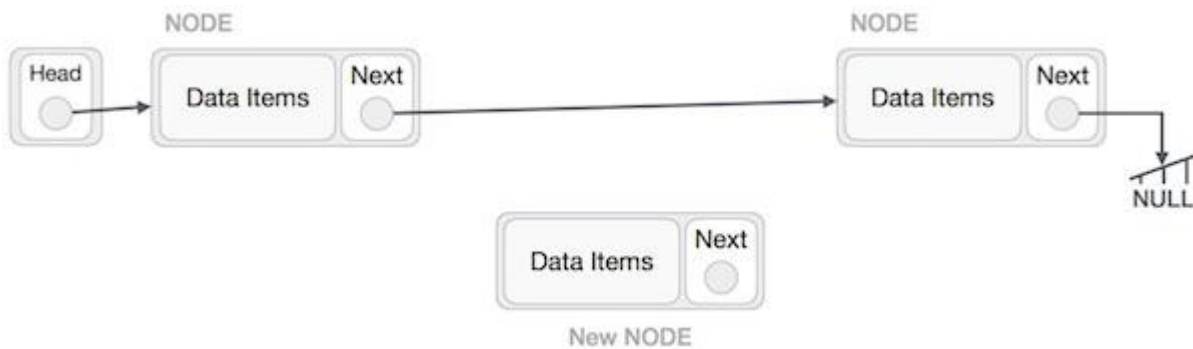 NODE
NODE
Head
Data Items
Next
Data Items
Next
NULL
Data Items
Next
New NODE